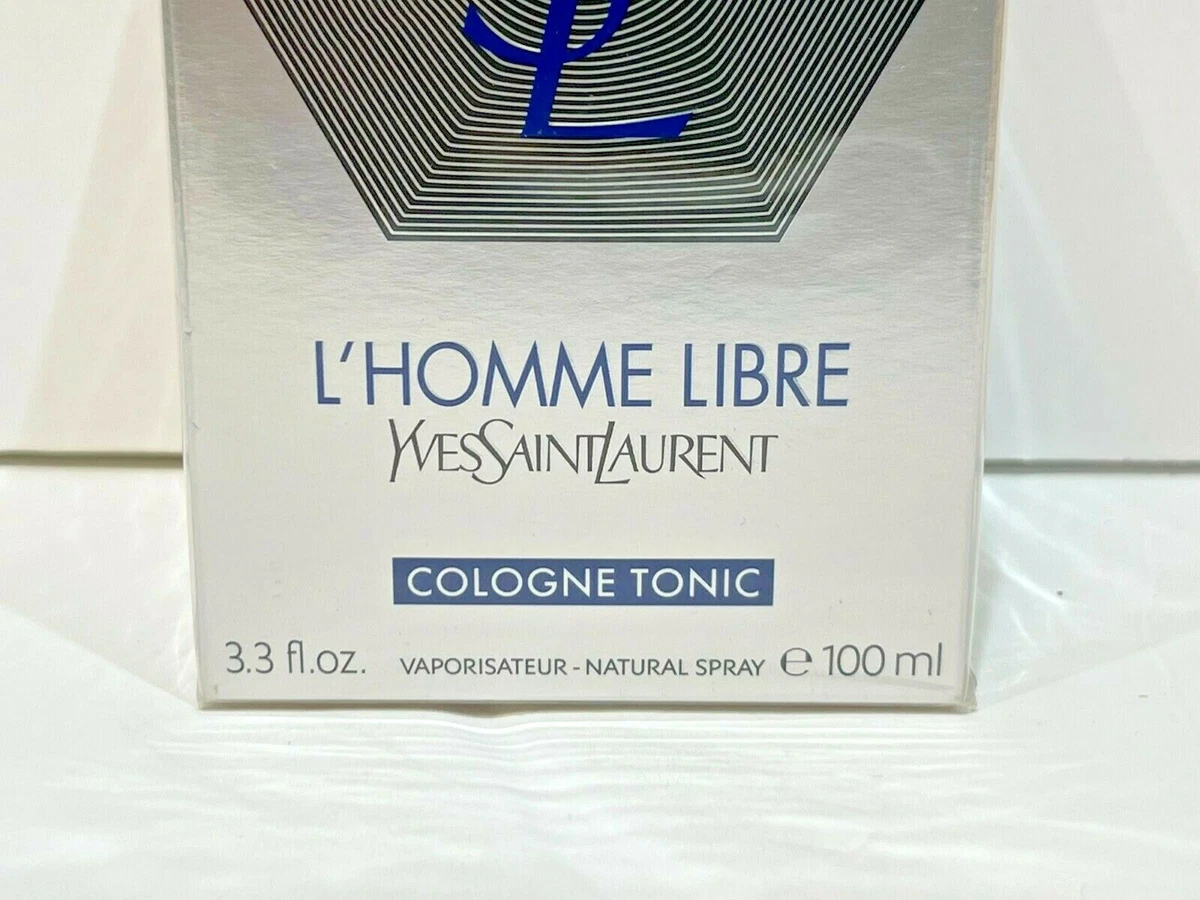 L'HOMME LIBRE
YVESSAINTLAURENT
COLOGNE TONIC
3.3 fl.oz. VAPORISATEUR - NATURAL SPRAY ℮ 100 ml